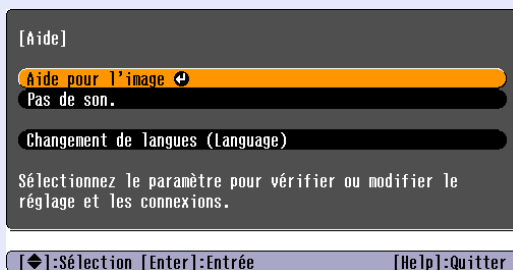 [Aide]
Aide pour l'image
Pas de son.
Changement de langues (Language)
Sélectionnez le paramètre pour vérifier ou modifier le
réglage et les connexions.
[◆]:Sélection [Enter]:Entrée [Help]:Quitter